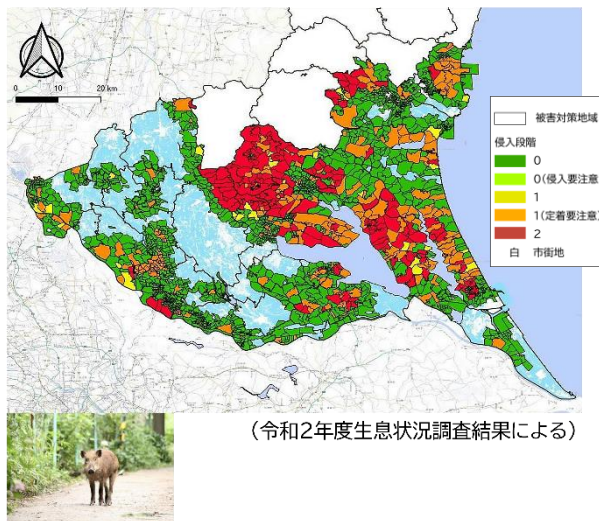 0
10
20 km
被害対策地域
侵入段階
0
0(侵入要注意)
1
1(定着要注意)
2
白 市街地
(令和2年度生息状況調査結果による)